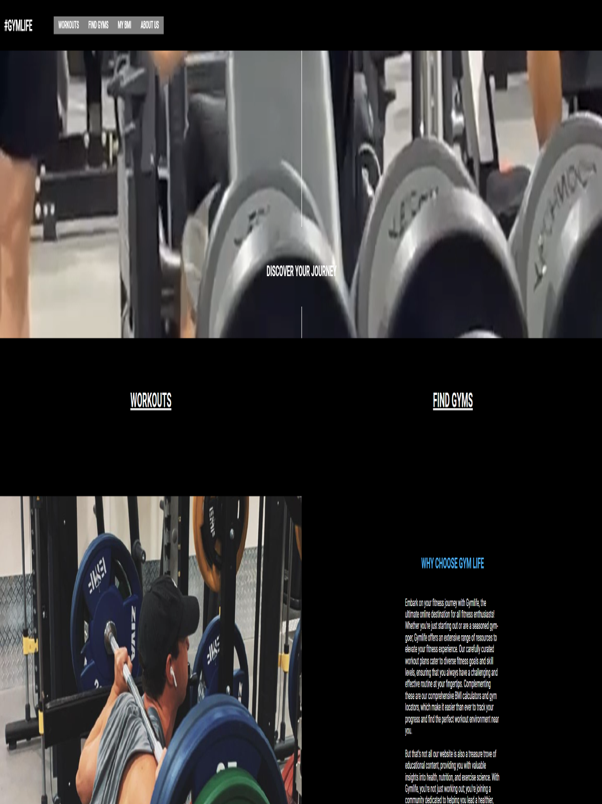 #GYMLIFE
WORKOUTS FIND GYMS MY BMI ABOUT US
DISCOVER YOUR JOURNEY
WORKOUTS
FIND GYMS
WHY CHOOSE GYM LIFE
Embark on your fitness journey with Gymlife, the
ultimate online destination for all fitness enthusiasts!
Whether you're just starting out or are a seasoned gym-
goer, Gymlife offers an extensive range of resources to
elevate your fitness experience. Our carefully curated
workout plans cater to diverse fitness goals and skill
levels, ensuring that you always have a challenging and
effective routine at your fingertips. Complementing
these are our comprehensive BMI calculators and gym
locators, which make it easier than ever to track your
progress and find the perfect workout environment near
you.
But that's not all our website is also a treasure trove of
educational content, providing you with valuable
insights into health, nutrition, and exercise science. With
Gymlife, you're not just working out; you're joining a
community dedicated to helping you lead a healthier,